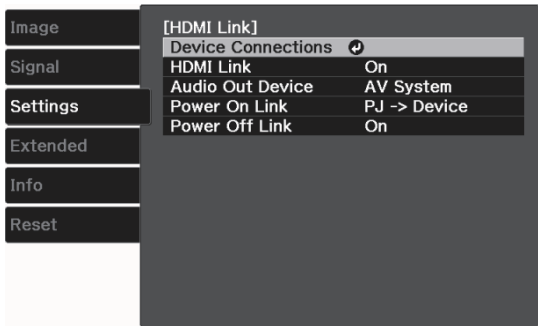 Image
Signal
Settings
Extended
Info
Reset
[HDMI Link]
Device Connections
HDMI Link On
Audio Out Device AV System
Power On Link PJ -> Device
Power Off Link On